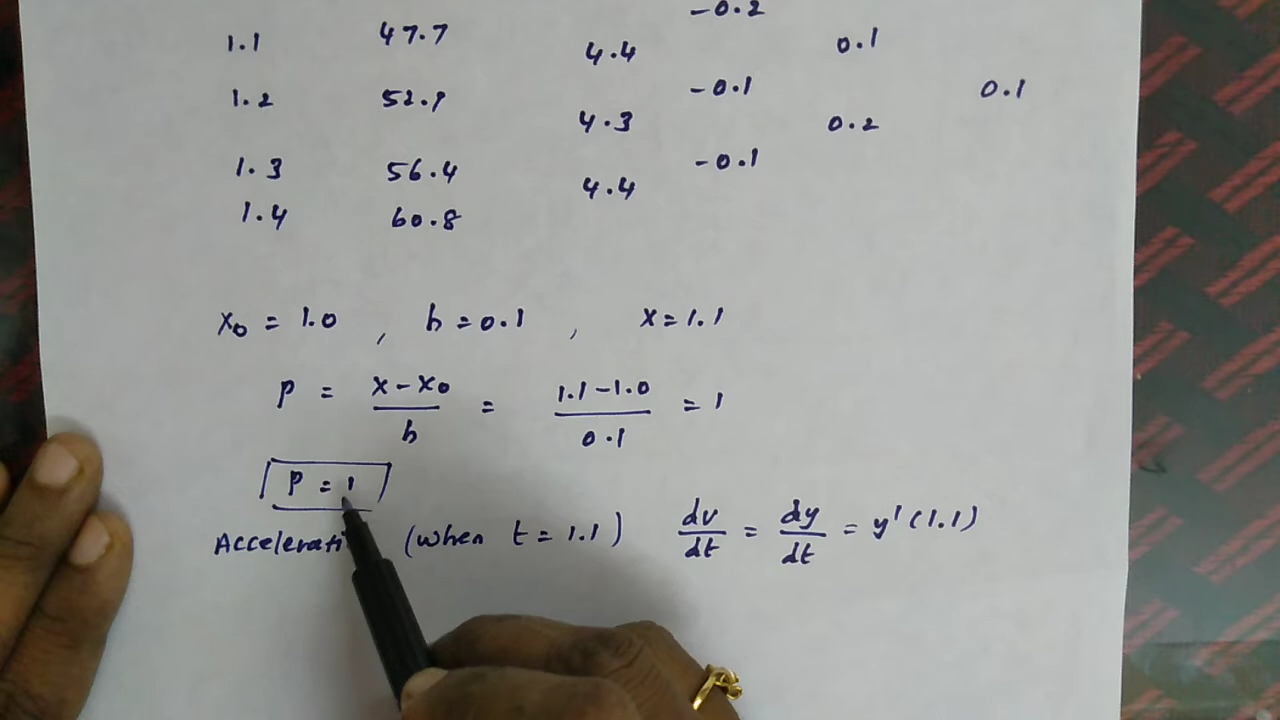 -0.2
1.1 47.7 4.4 0.1
1.2 52.1 -0.1 0.1
4.3 0.2
1.3 56.4 -0.1
4.4
1.4 60.8
x₀ = 1.0 , h = 0.1 , x = 1.1
P = x - x₀ / h = 1.1 - 1.0 / 0.1 = 1
P = 1
(when t = 1.1) dv/dt = dy/dt = y'(1.1)